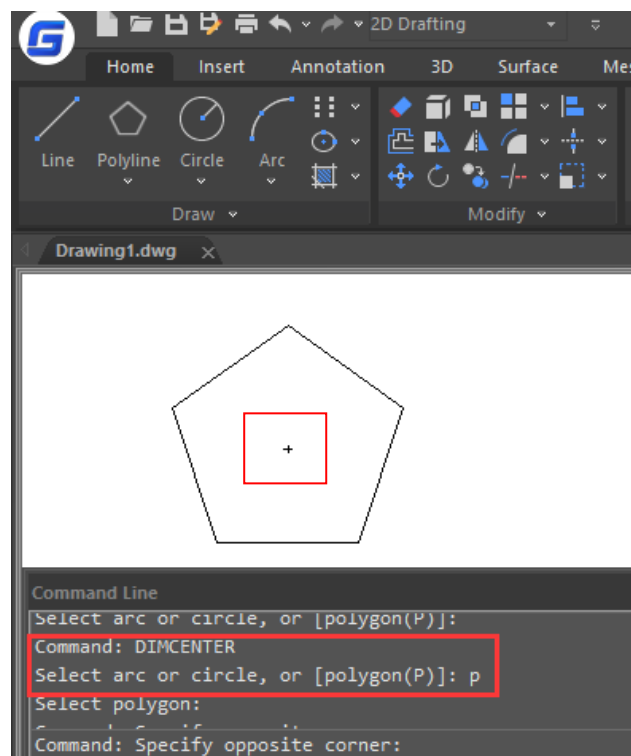 2D Drafting
Home Insert Annotation 3D Surface Mes
Line Polyline Circle Arc
Draw Modify
Drawing1.dwg
Command Line
Select arc or circle, or [polygon(P)]:
Command: DIMCENTER
Select arc or circle, or [polygon(P)]: p
Select polygon:
Command: Specify opposite corner: